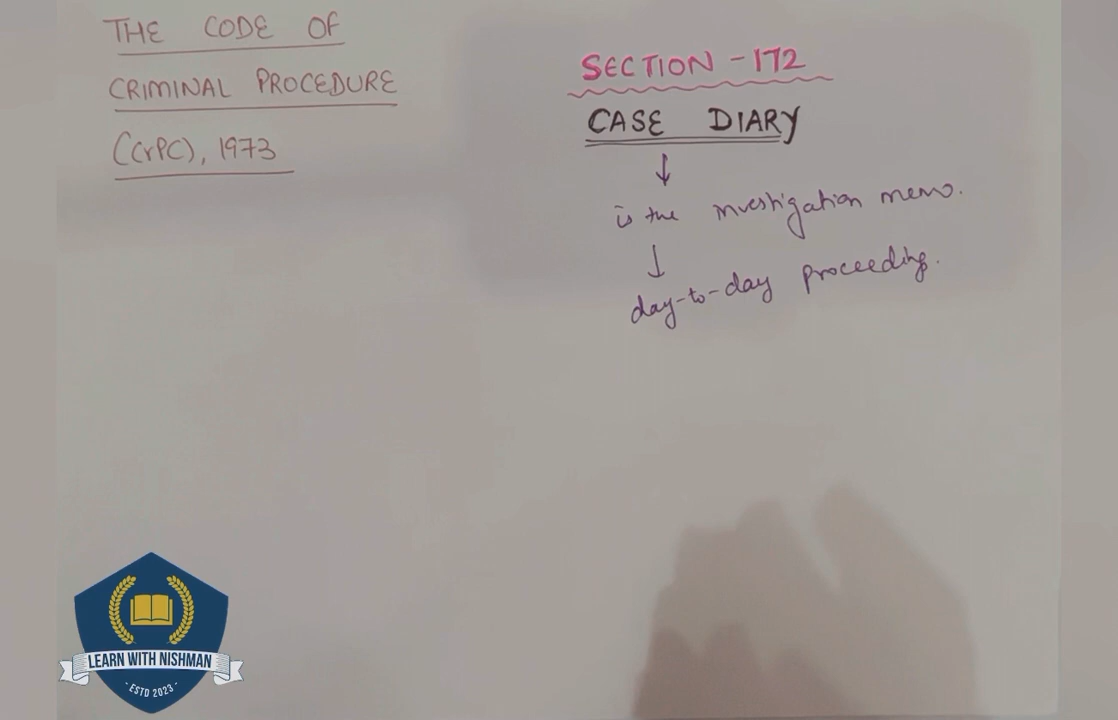 THE CODE OF
CRIMINAL PROCEDURE
(CrPC), 1973
SECTION - 172
CASE DIARY
is the investigation memo.
day-to-day proceeding.
LEARN WITH NISHMAN
- ESTD 2023 -